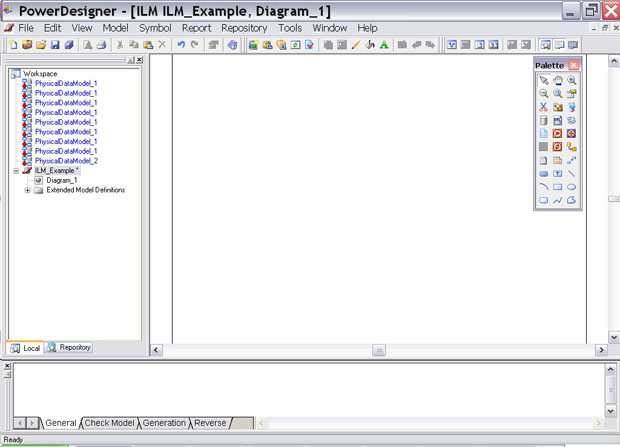 PowerDesigner - [ILM ILM_Example, Diagram_1]
File Edit View Model Symbol Report Repository Tools Window Help
Palette
Workspace
PhysicalDataModel_1
PhysicalDataModel_1
PhysicalDataModel_1
PhysicalDataModel_1
PhysicalDataModel_1
PhysicalDataModel_1
PhysicalDataModel_1
PhysicalDataModel_1
PhysicalDataModel_2
ILM_Example *
Diagram_1
Extended Model Definitions
Local Repository
General Check Model Generation Reverse
Ready